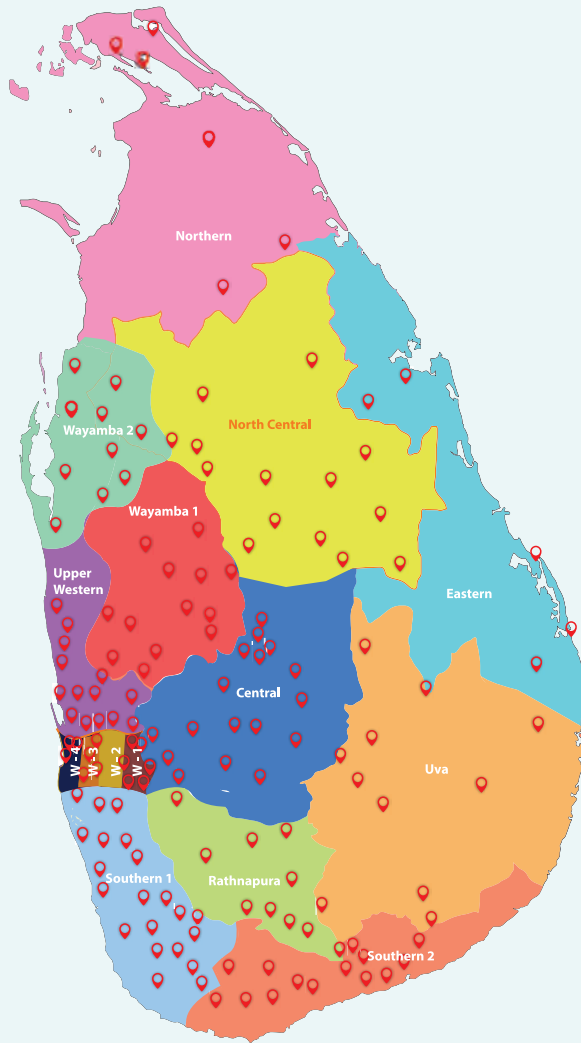 Northern
North Central
Wayamba 2
Wayamba 1
Upper
Western
Eastern
Central
W - 4
W - 3
W - 2
W - 1
Uva
Southern 1
Rathnapura
Southern 2